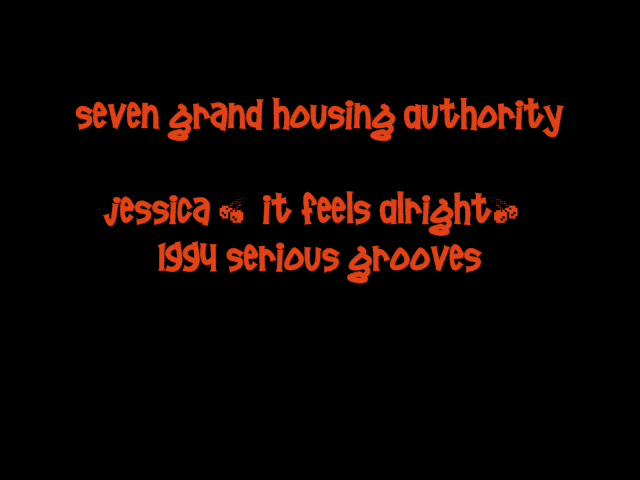 seven grand housing authority
jessica it feels alright
1994 serious grooves